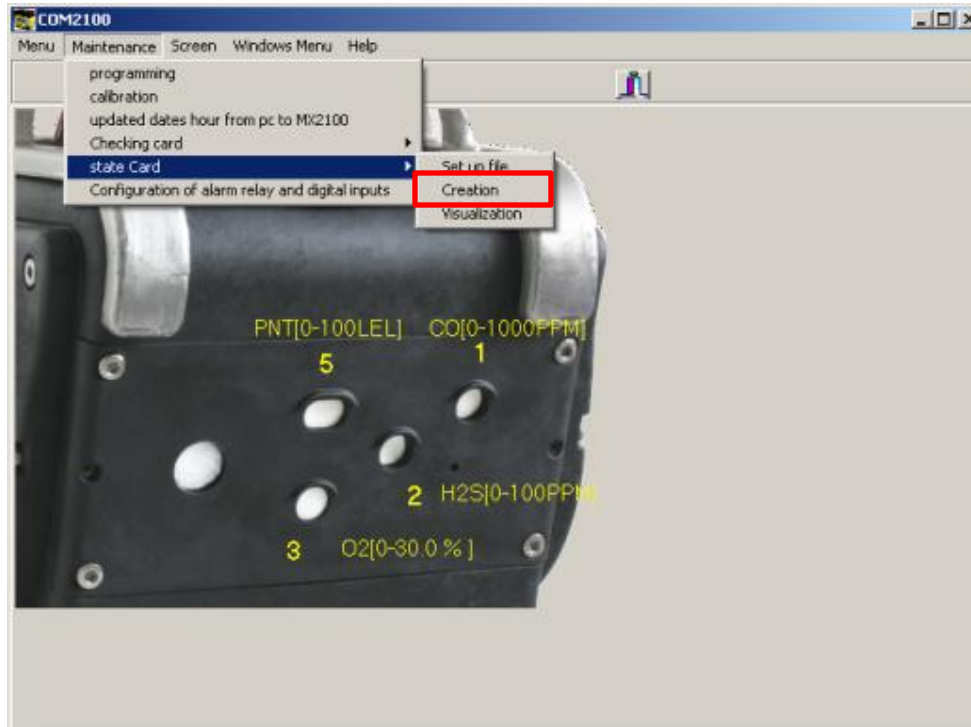 COM2100
Menu Maintenance Screen Windows Menu Help
programming
calibration
updated dates hour from pc to MX2100
Checking card
state Card
Set up file
Configuration of alarm relay and digital inputs
Creation
Visualization
PNT[0-100LEL] CO[0-1000PPM]
5 1
2 H2S[0-100PPM]
3 O2[0-30.0 % ]